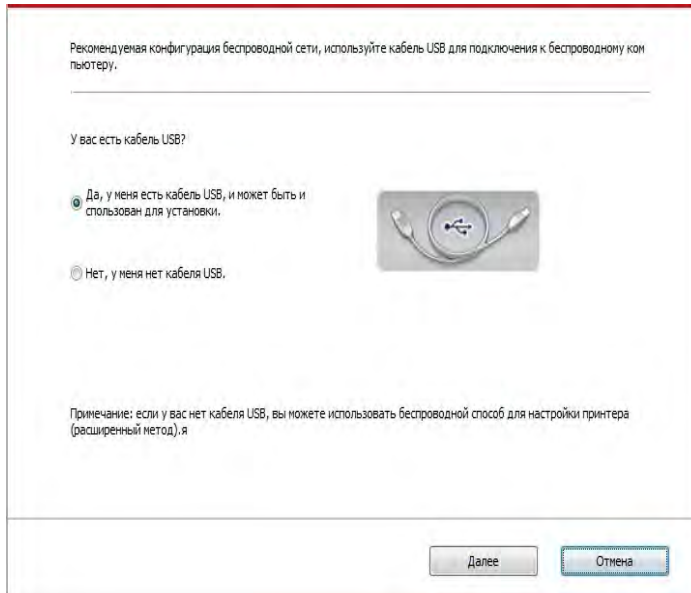 Рекомендуемая конфигурация беспроводной сети, используйте кабель USB для подключения к беспроводному ком
пьютеру.
У вас есть кабель USB?
Да, у меня есть кабель USB, и может быть и
спользован для установки.
Нет, у меня нет кабеля USB.
Примечание: если у вас нет кабеля USB, вы можете использовать беспроводной способ для настройки принтера
(расширенный метод).я
Далее
Отмена